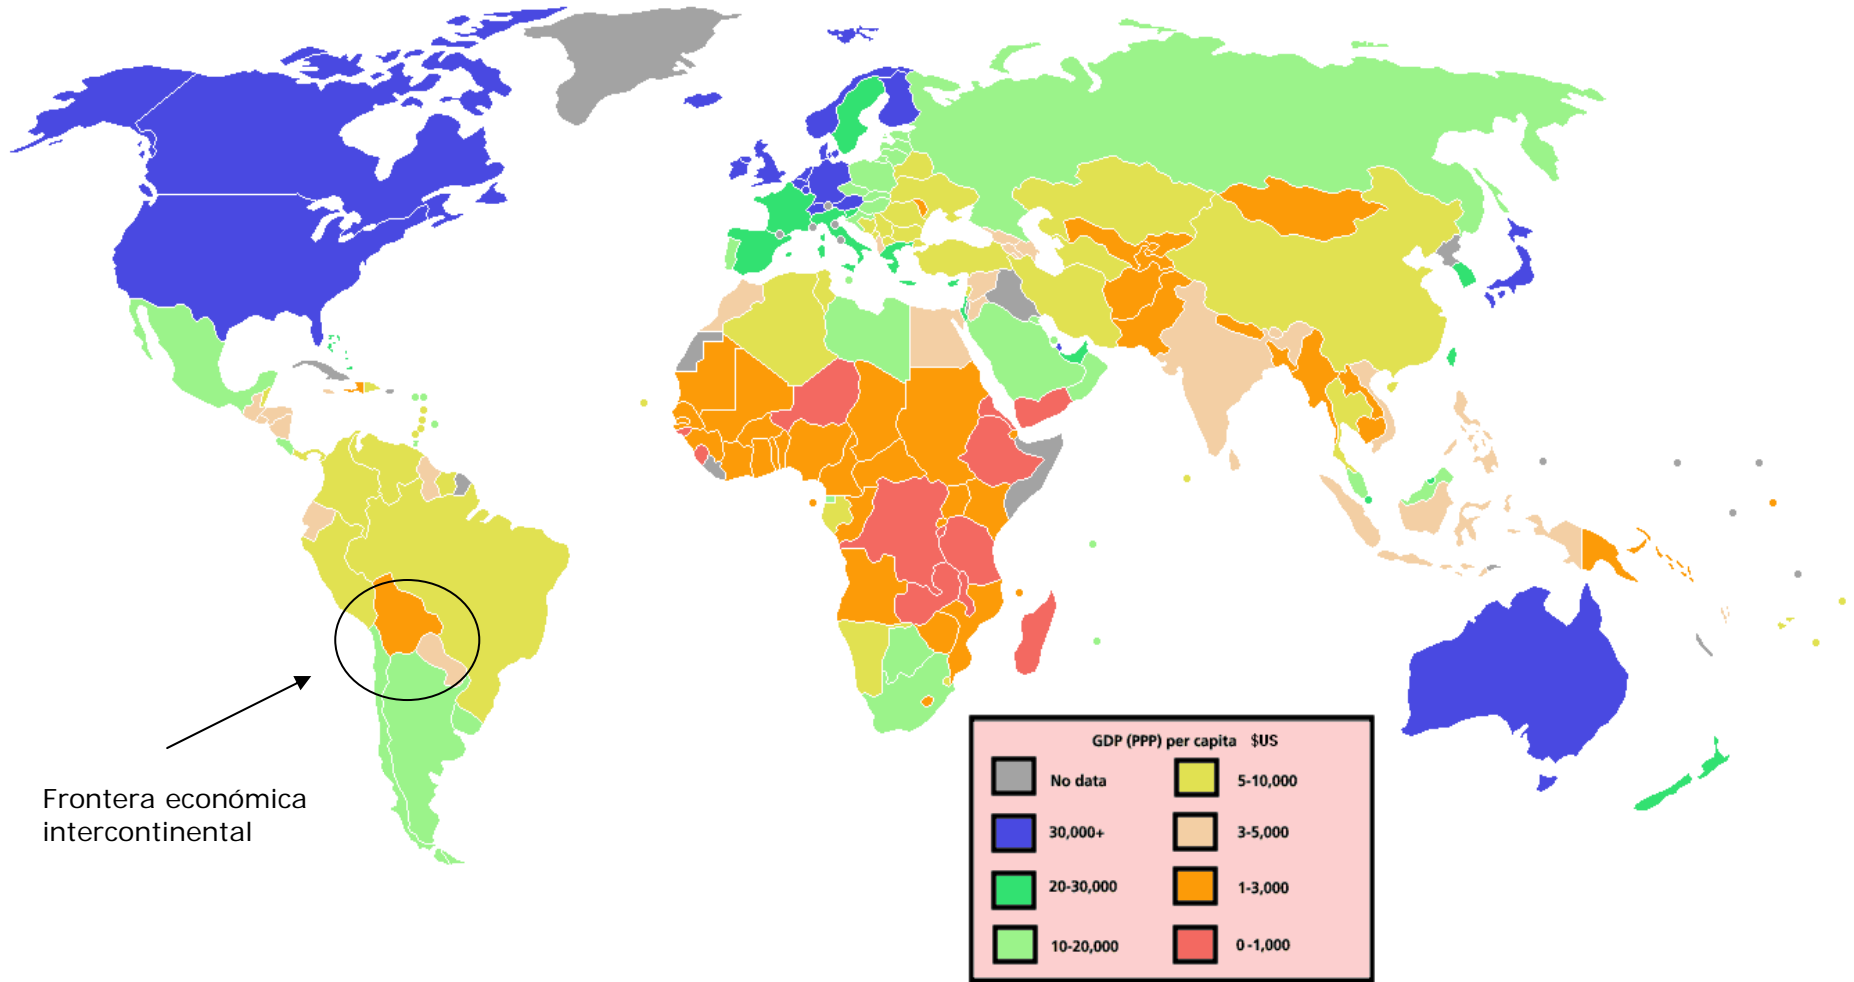 Frontera económica
intercontinental
GDP (PPP) per capita $US
No data
5-10,000
30,000+
3-5,000
20-30,000
1-3,000
10-20,000
0-1,000